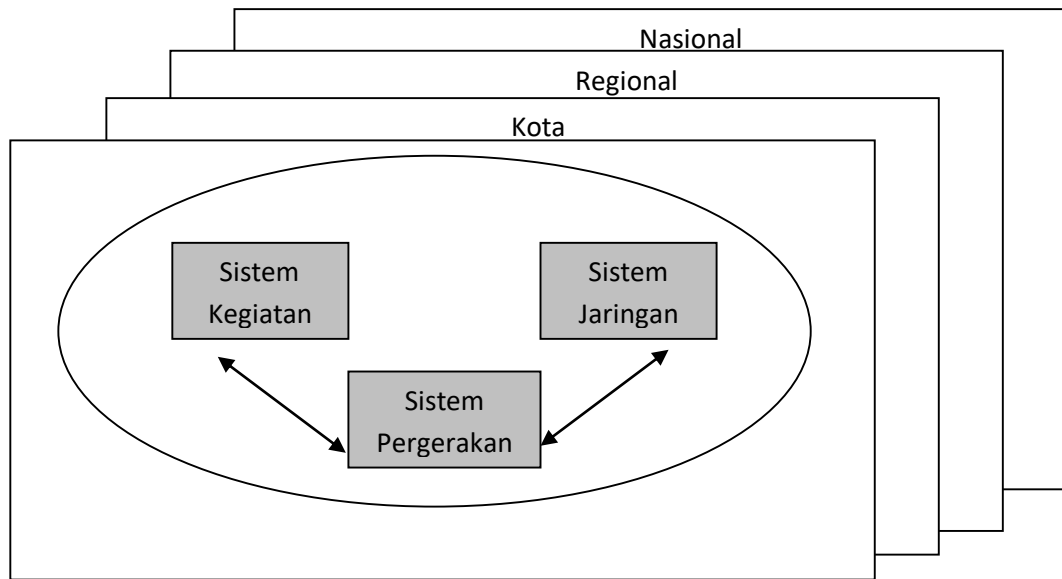 Nasional
Regional
Kota
Sistem
Kegiatan
Sistem
Jaringan
Sistem
Pergerakan